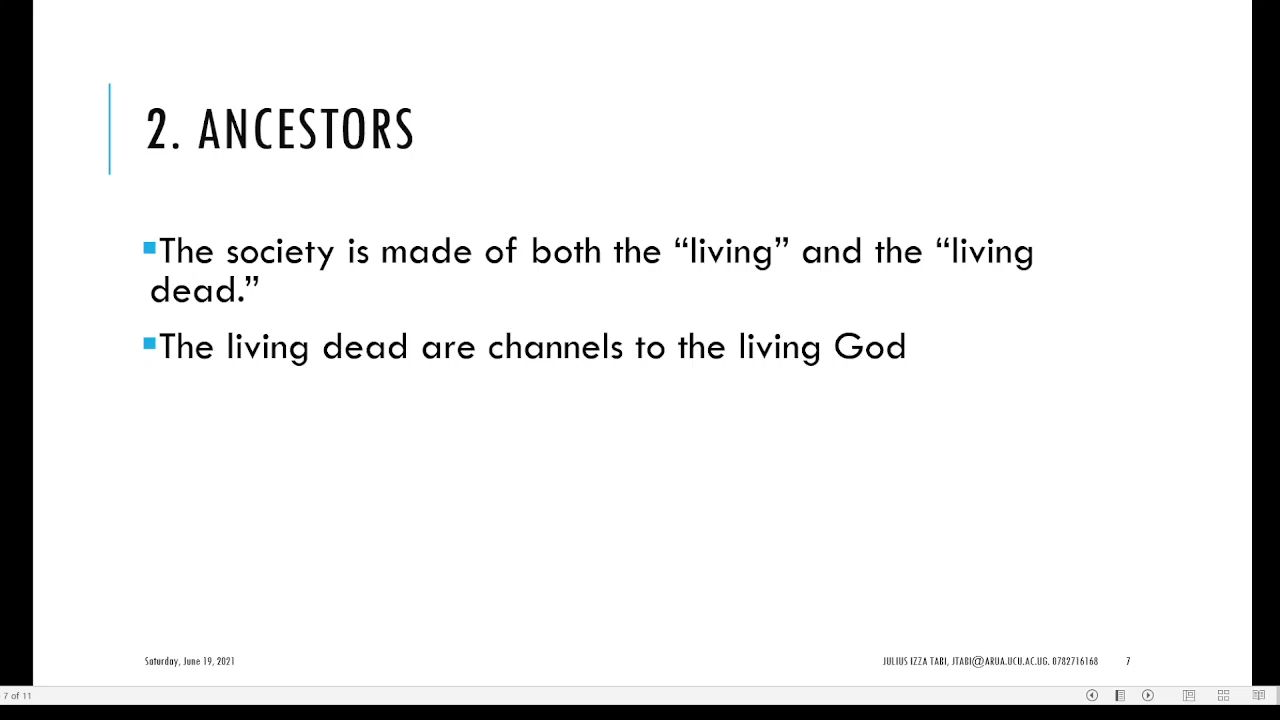 2. ANCESTORS
▪The society is made of both the “living” and the “living
dead.”
▪The living dead are channels to the living God
Saturday, June 19, 2021
JULIUS IZZA TABI, JTABI@ARUA.UCU.AC.UG. 0782716168
7
7 of 11